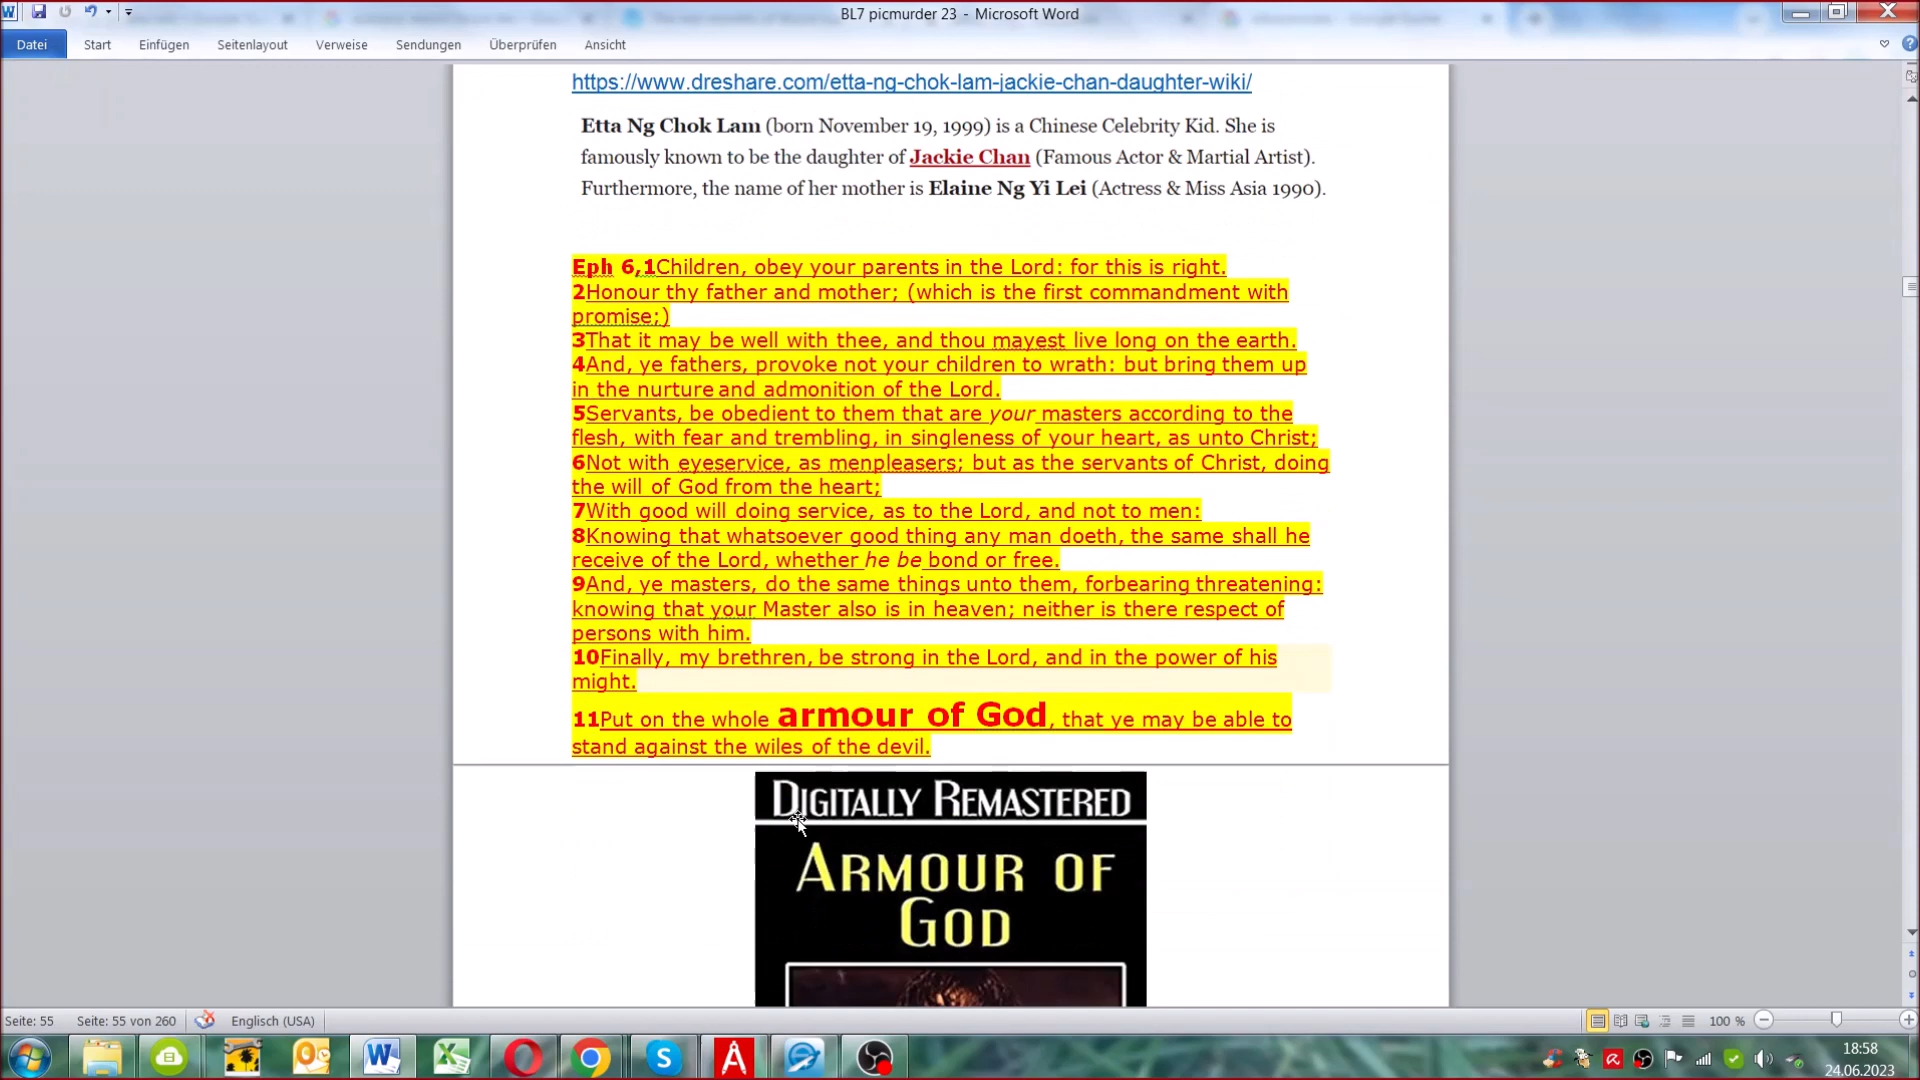 BL7 picmurder 23 - Microsoft Word
Datei Start Einfügen Seitenlayout Verweise Sendungen Überprüfen Ansicht
https://www.dreshare.com/etta-ng-chok-lam-jackie-chan-daughter-wiki/
Etta Ng Chok Lam (born November 19, 1999) is a Chinese Celebrity Kid. She is
famously known to be the daughter of Jackie Chan (Famous Actor & Martial Artist).
Furthermore, the name of her mother is Elaine Ng Yi Lei (Actress & Miss Asia 1990).
Eph 6,1Children, obey your parents in the Lord: for this is right.
2Honour thy father and mother; (which is the first commandment with
promise;)
3That it may be well with thee, and thou mayest live long on the earth.
4And, ye fathers, provoke not your children to wrath: but bring them up
in the nurture and admonition of the Lord.
5Servants, be obedient to them that are your masters according to the
flesh, with fear and trembling, in singleness of your heart, as unto Christ;
6Not with eyeservice, as menpleasers; but as the servants of Christ, doing
the will of God from the heart;
7With good will doing service, as to the Lord, and not to men:
8Knowing that whatsoever good thing any man doeth, the same shall he
receive of the Lord, whether he be bond or free.
9And, ye masters, do the same things unto them, forbearing threatening:
knowing that your Master also is in heaven; neither is there respect of
persons with him.
10Finally, my brethren, be strong in the Lord, and in the power of his
might.
11Put on the whole armour of God, that ye may be able to
stand against the wiles of the devil.
DIGITALLY REMASTERED
ARMOUR OF
GOD
Seite: 55 Seite: 55 von 260 Englisch (USA) 100 %
18:58
24.06.2023